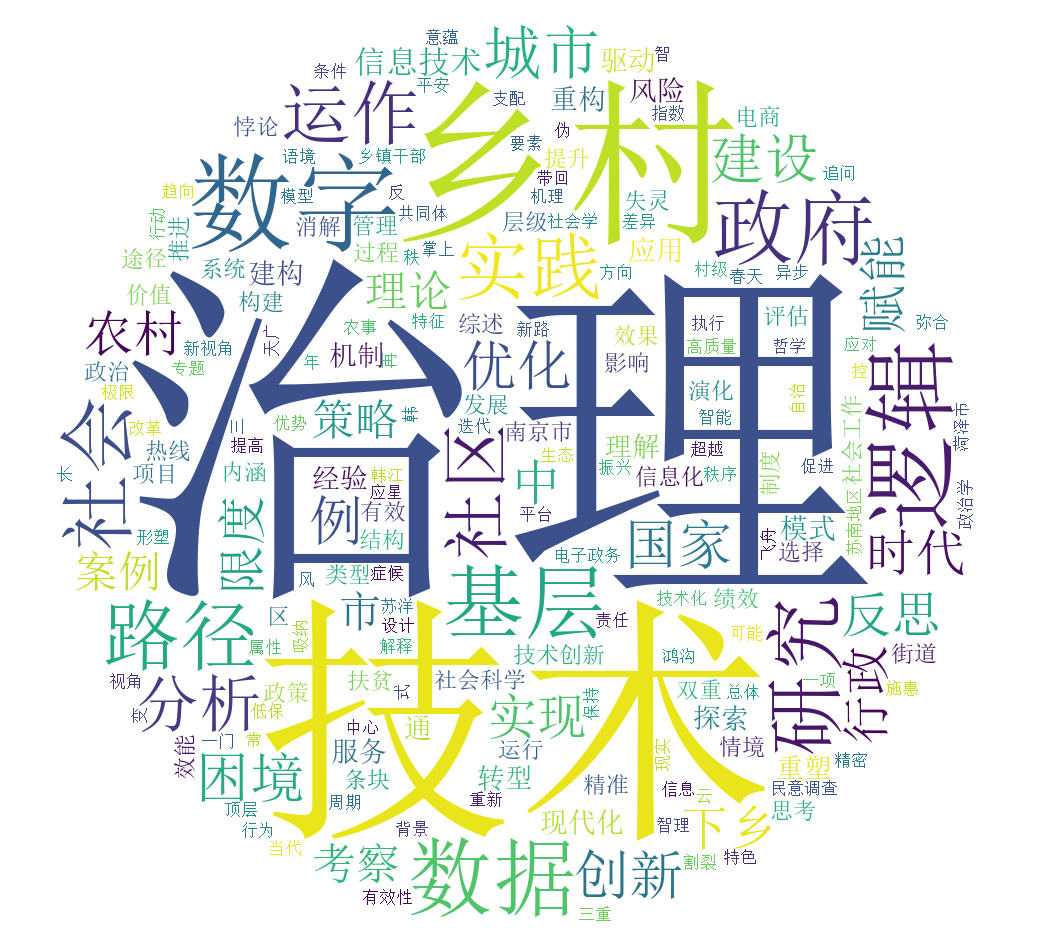 意蕴
城市
智
信息技术
驱动
条件
平安
乡村
运作
支配
重构
风险
指数
电商
悖论
伪
建设
语境
乡镇干部
要素
提升
数字
带回
追问
趋向
模型
反
失灵
政府
行动
推进
消解
管理
共同体
机理
层级
社会学
差异
途径
过程
掌上
秩
实践
应用
赋能
系统
建构
理论
方向
村级
春天
异步
价值
构建
治理
特征
综述
新路
效果
执行
评估
弥合
农村
农事
高质量
哲学
应对
新视角
天广
机制
优化
影响
逻辑
政治
专题
年
演化
控
极限
发展
智能
自治
社会
改革
三
优势
策略
韩
迭代
南京市
理解
超越
社会工作
菏泽市
热线
提高
社区
生态
振兴
促进
长
项目
内涵
经验
韩江
中
信息化
秩序
制度
限度
例
应星
有效
平台
国家
模式
苏南地区
政治学
形塑
结构
电子政务
飞舟
选择
时代
案例
风
类型
症候
基层
绩效
路径
区
市
苏洋
技术化
反思
设计
责任
可能
研究
属性
吸纳
解释
技术
技术创新
鸿沟
行政
街道
视角
分析
政策
扶贫
式
社会科学
双重
总体
一项
施惠
变
低保
实现
保持
通
探索
效能
一门
常
中心
服务
运行
情境
现实
重塑
精密
困境
条块
转型
精准
信息
云
民意调查
顶层
周期
重新
下乡
思考
行为
背景
现代化
智理
当代
考察
数据
创新
割裂
特色
有效性
三重